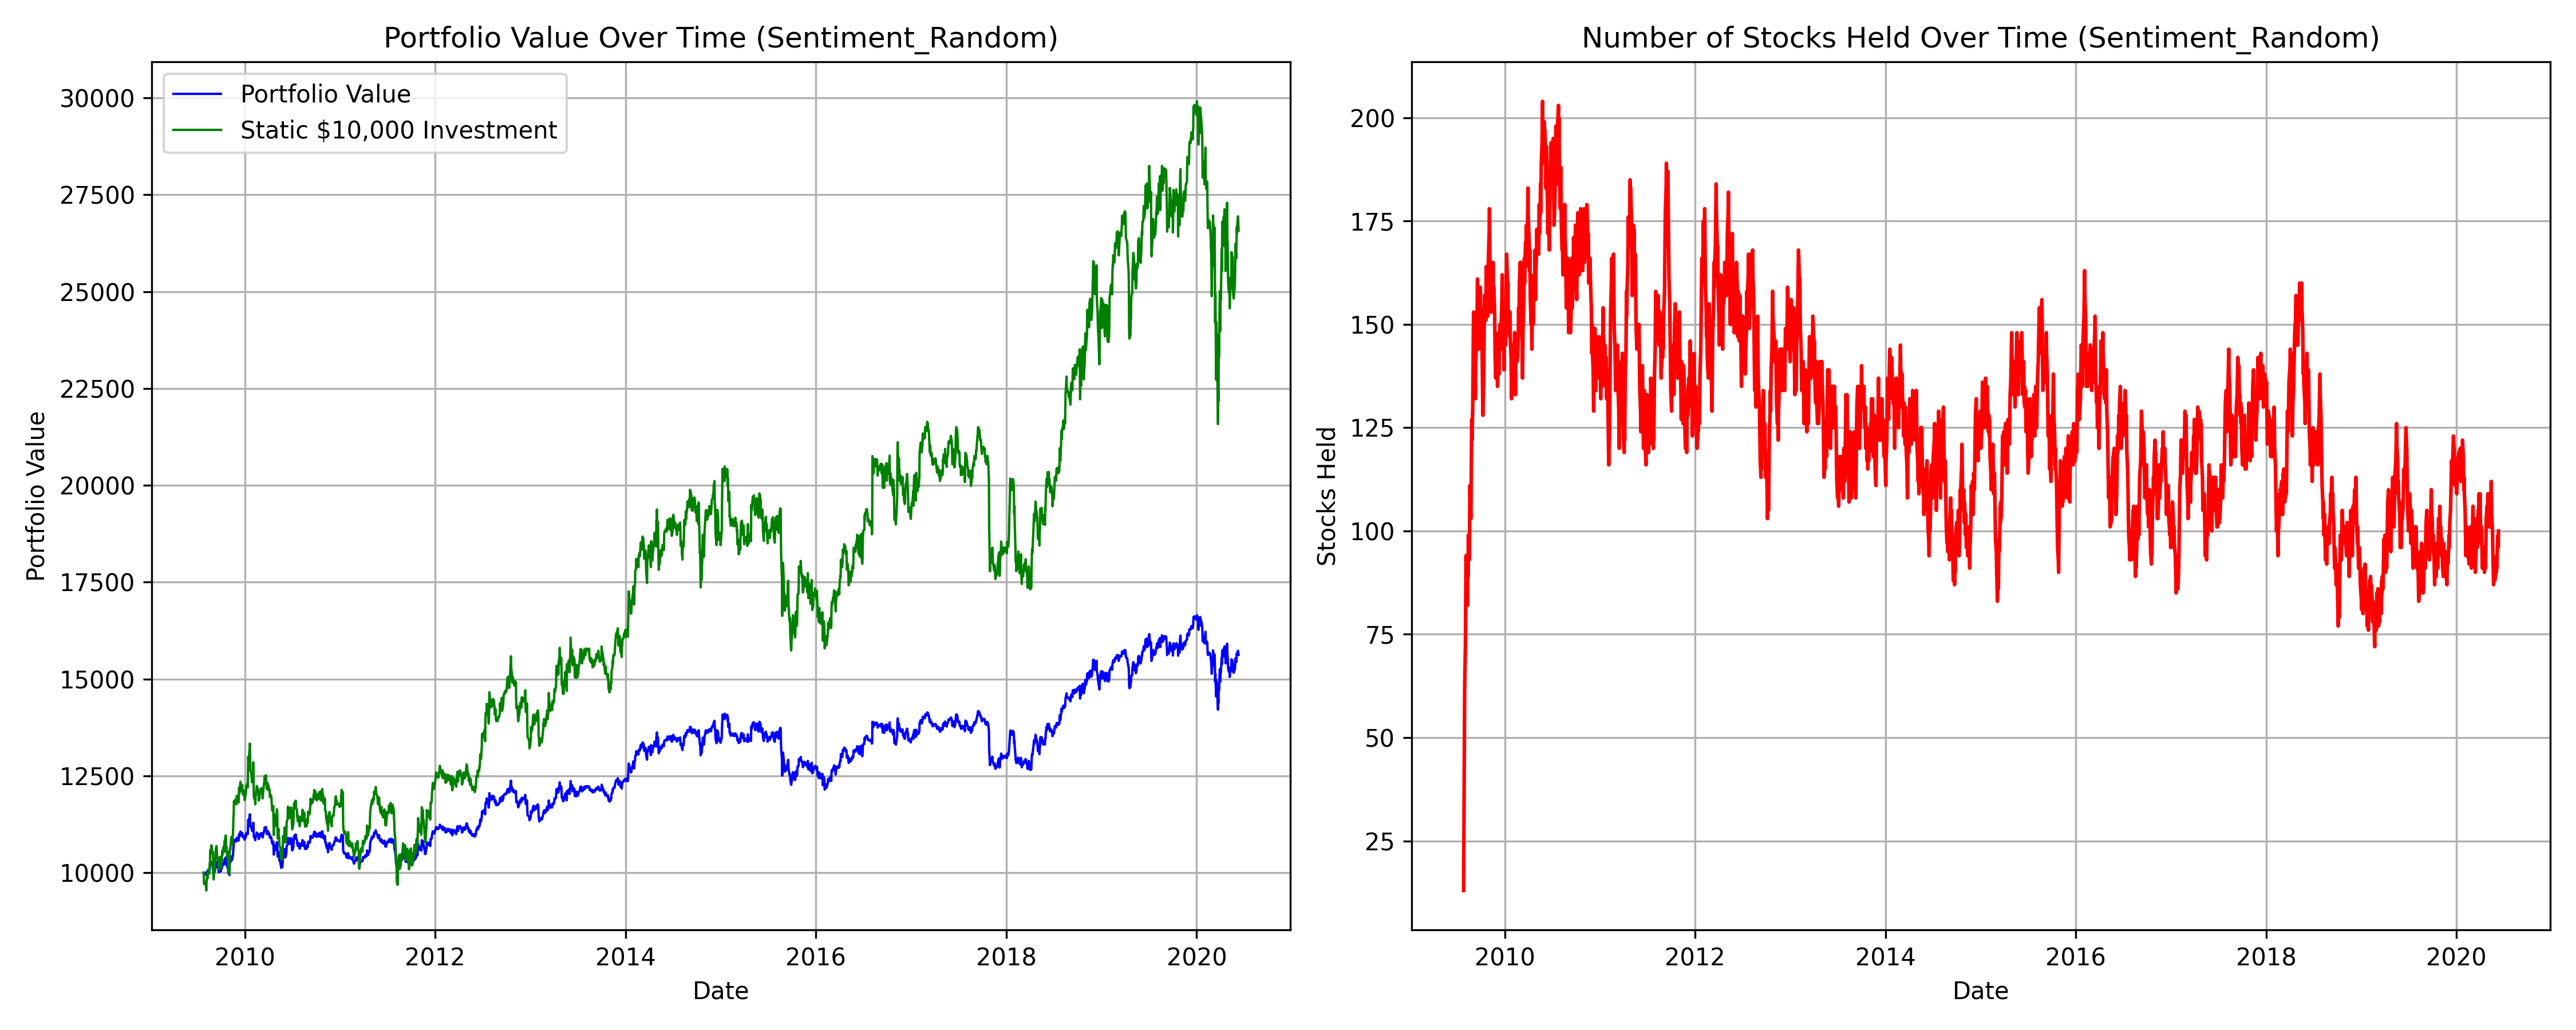 Portfolio Value Over Time (Sentiment_Random)
Portfolio Value
Static $10,000 Investment
30000
27500
25000
22500
20000
17500
15000
12500
10000
Portfolio Value
2010 2012 2014 2016 2018 2020
Date
Number of Stocks Held Over Time (Sentiment_Random)
200
175
150
125
100
75
50
25
Stocks Held
2010 2012 2014 2016 2018 2020
Date